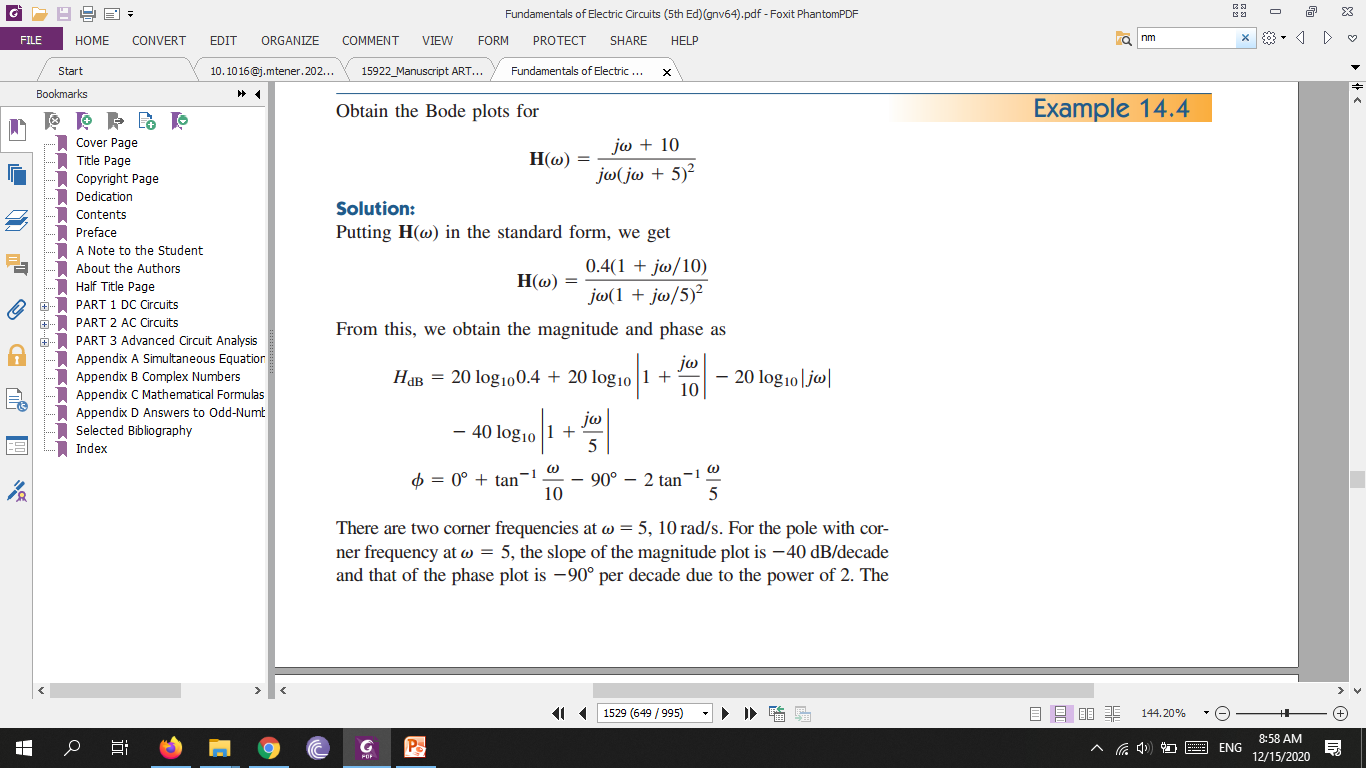 Fundamentals of Electric Circuits (5th Ed)(gnv64).pdf - Foxit PhantomPDF
FILE HOME CONVERT EDIT ORGANIZE COMMENT VIEW FORM PROTECT SHARE HELP
nm
Start 10.1016@j.mtener.202... 15922_Manuscript ART... Fundamentals of Electric ...
Bookmarks
Cover Page
Title Page
Copyright Page
Dedication
Contents
Preface
A Note to the Student
About the Authors
Half Title Page
PART 1 DC Circuits
PART 2 AC Circuits
PART 3 Advanced Circuit Analysis
Appendix A Simultaneous Equation
Appendix B Complex Numbers
Appendix C Mathematical Formulas
Appendix D Answers to Odd-Numb
Selected Bibliography
Index
Example 14.4
Obtain the Bode plots for
H(ω) = (jω + 10) / (jω(jω + 5)²)
Solution:
Putting H(ω) in the standard form, we get
H(ω) = 0.4(1 + jω/10) / (jω(1 + jω/5)²)
From this, we obtain the magnitude and phase as
H_dB = 20 log₁₀0.4 + 20 log₁₀ |1 + jω/10| − 20 log₁₀|jω|
− 40 log₁₀ |1 + jω/5|
ϕ = 0° + tan⁻¹ ω/10 − 90° − 2 tan⁻¹ ω/5
There are two corner frequencies at ω = 5, 10 rad/s. For the pole with cor-
ner frequency at ω = 5, the slope of the magnitude plot is −40 dB/decade
and that of the phase plot is −90° per decade due to the power of 2. The
1529 (649 / 995)
144.20%
ENG
8:58 AM
12/15/2020